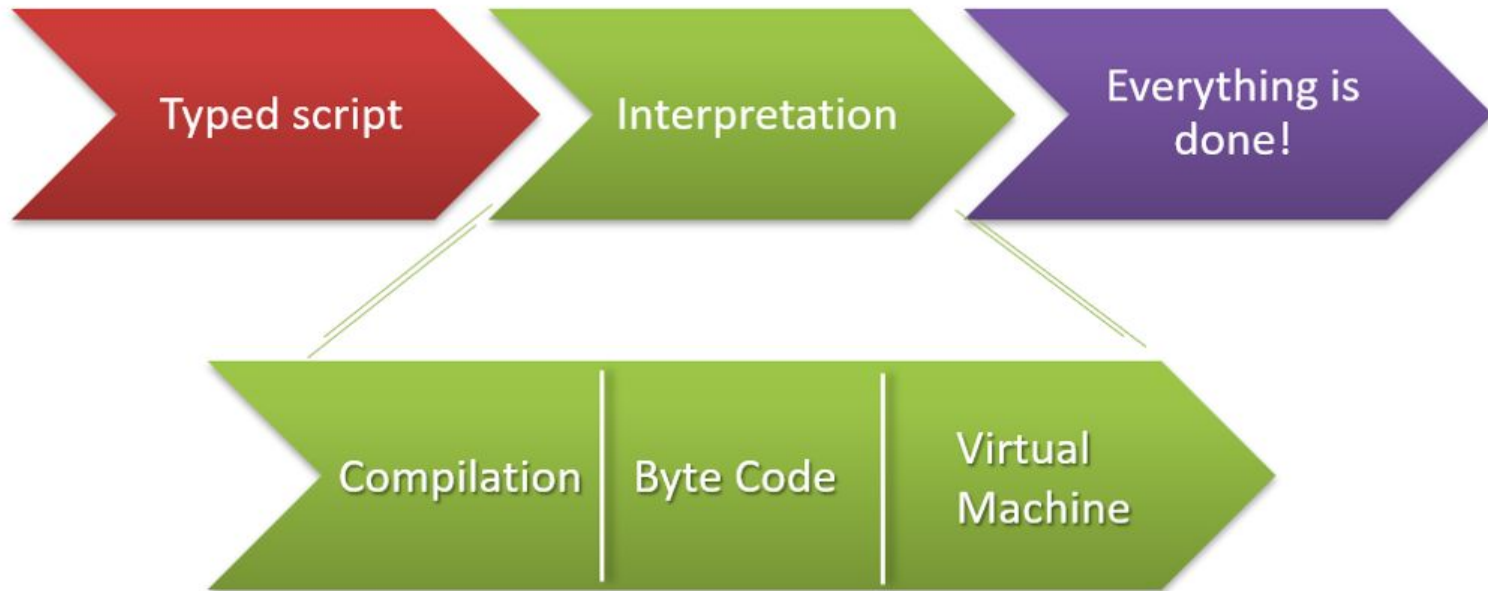 Typed script
Interpretation
Everything is
done!
Compilation
Byte Code
Virtual
Machine